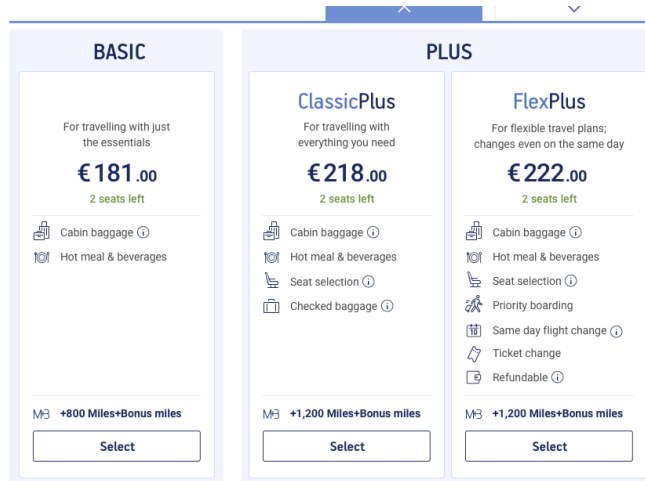 BASIC
For travelling with just
the essentials
€181.00
2 seats left
Cabin baggage
Hot meal & beverages
M+B +800 Miles+Bonus miles
Select
PLUS
ClassicPlus
For travelling with
everything you need
€218.00
2 seats left
Cabin baggage
Hot meal & beverages
Seat selection
Checked baggage
M+B +1,200 Miles+Bonus miles
Select
FlexPlus
For flexible travel plans;
changes even on the same day
€222.00
2 seats left
Cabin baggage
Hot meal & beverages
Seat selection
Priority boarding
10 Same day flight change
Ticket change
Refundable
M+B +1,200 Miles+Bonus miles
Select